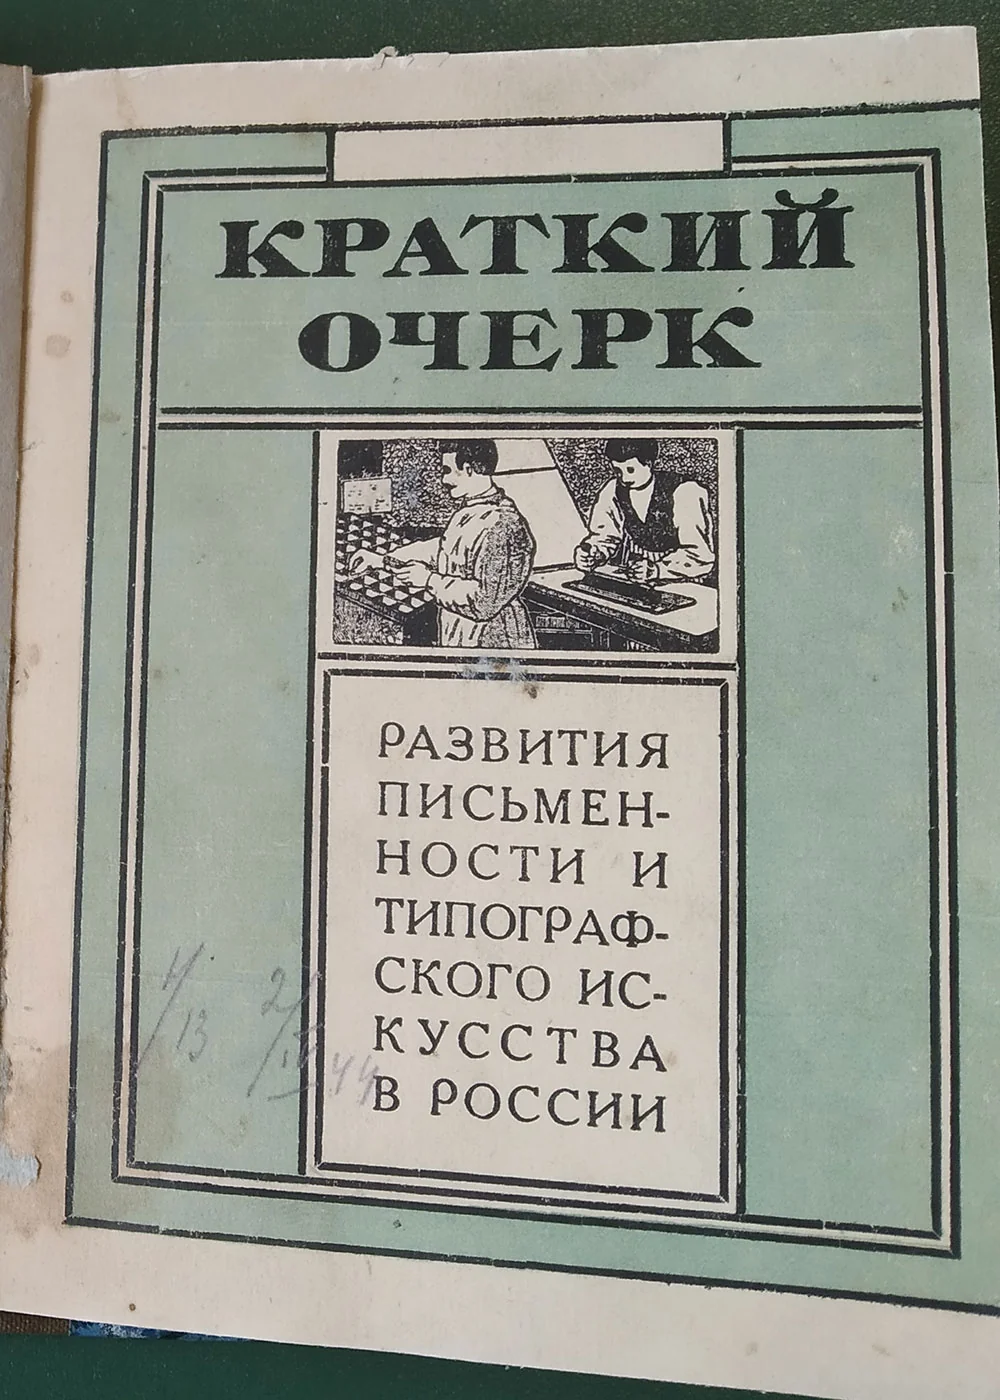 КРАТКИЙ
ОЧЕРК
РАЗВИТИЯ
ПИСЬМЕН-
НОСТИ И
ТИПОГРАФ-
СКОГО ИС-
КУССТВА
В РОССИИ